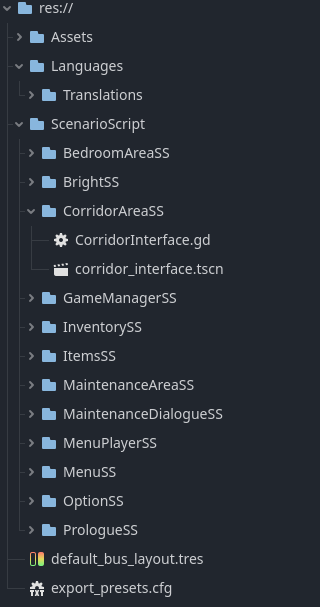 res://
Assets
Languages
Translations
ScenarioScript
BedroomAreaSS
BrightSS
CorridorAreaSS
CorridorInterface.gd
corridor_interface.tscn
GameManagerSS
InventorySS
ItemsSS
MaintenanceAreaSS
MaintenanceDialogueSS
MenuPlayerSS
MenuSS
OptionSS
PrologueSS
default_bus_layout.tres
export_presets.cfg